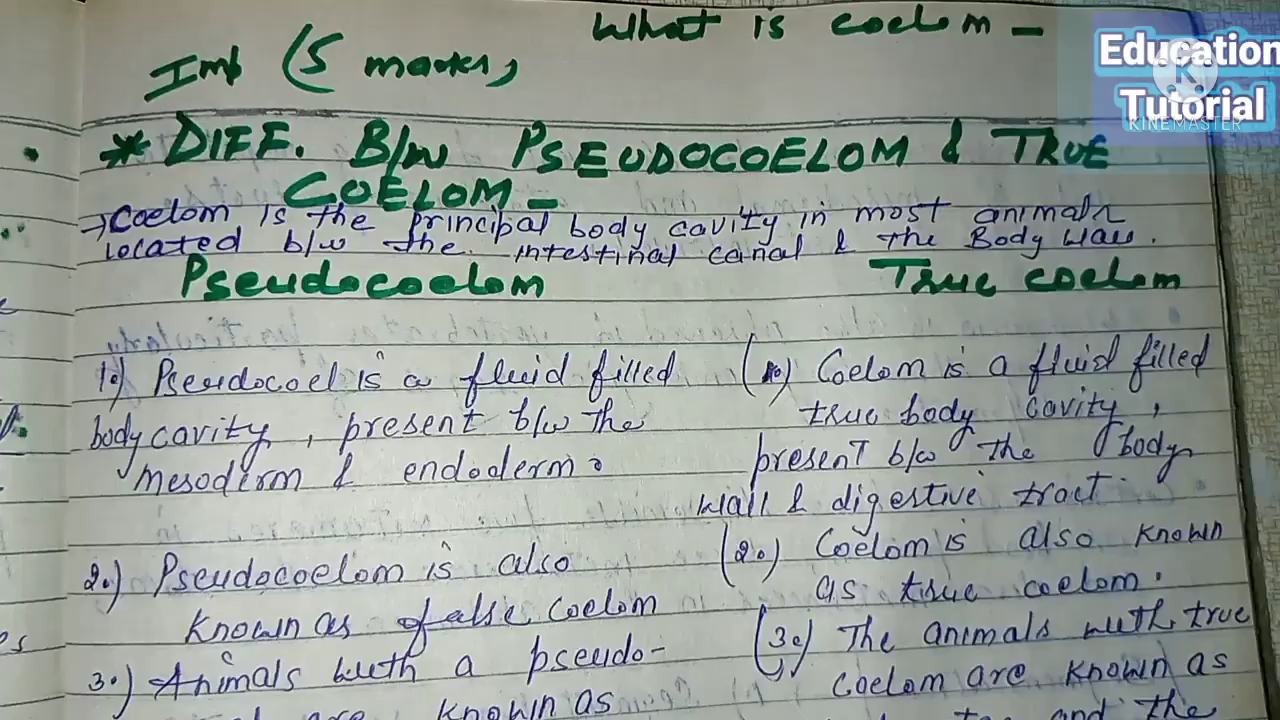 What is coelom -
Imp (5 marks)
Education
Tutorial
KINEMASTER
* DIFF. B/w PSEUDOCOELOM & TRUE
COELOM -
→ Coelom is the principal body cavity in most animals
located b/w the intestinal canal & the Body Wall.
Pseudocoelom
True coelom
1.) Pseudocoel is a fluid filled
body cavity, present b/w the
mesoderm & endoderm.
(1.) Coelom is a fluid filled
true body cavity,
present b/w the body
wall & digestive tract.
2.) Pseudocoelom is also
known as false coelom
(2.) Coelom is also known
as true coelom.
3.) Animals with a pseudo-
known as
(3.) The animals with true
coelom are known as
and the